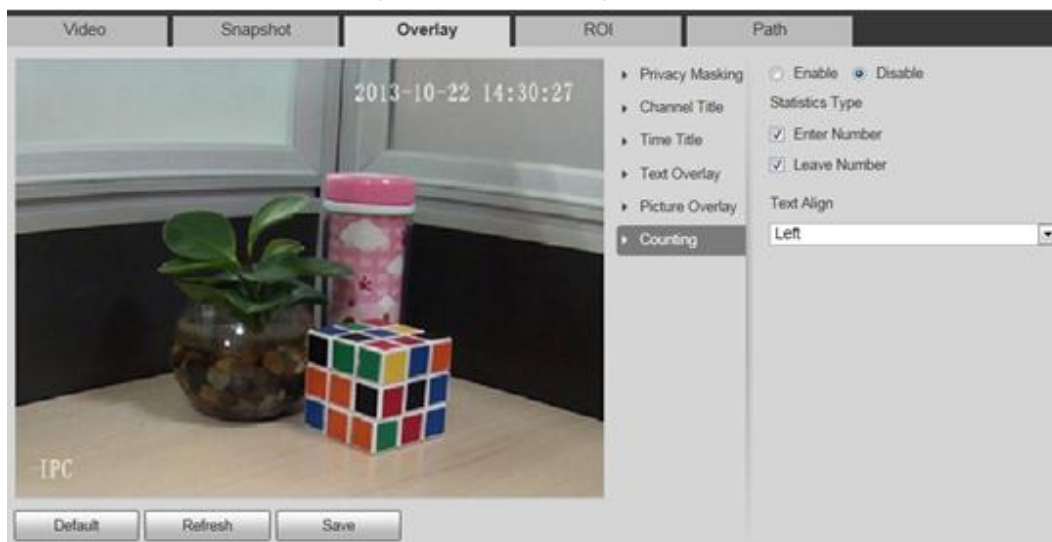 Video
Snapshot
Overlay
ROI
Path
2013-10-22 14:30:27
IPC
Privacy Masking
Channel Title
Time Title
Text Overlay
Picture Overlay
Counting
Enable
Disable
Statistics Type
Enter Number
Leave Number
Text Align
Left
Default
Refresh
Save